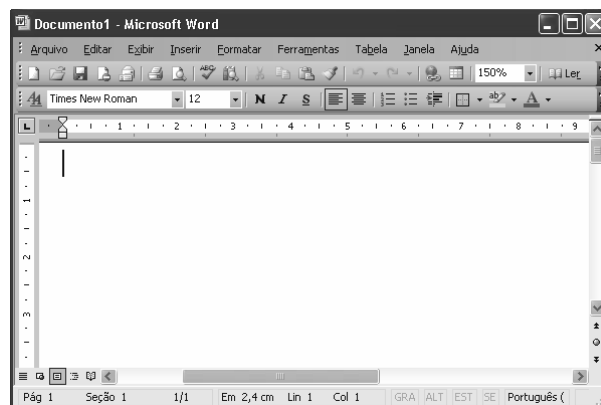 Documento1 - Microsoft Word
Arquivo Editar Exibir Inserir Formatar Ferramentas Tabela Janela Ajuda
150% Ler
Times New Roman 12 N I S
1 2 3 4 5 6 7 8 9
1
2
3
Pág 1 Seção 1 1/1 Em 2,4 cm Lin 1 Col 1 GRA ALT EST SE Português (